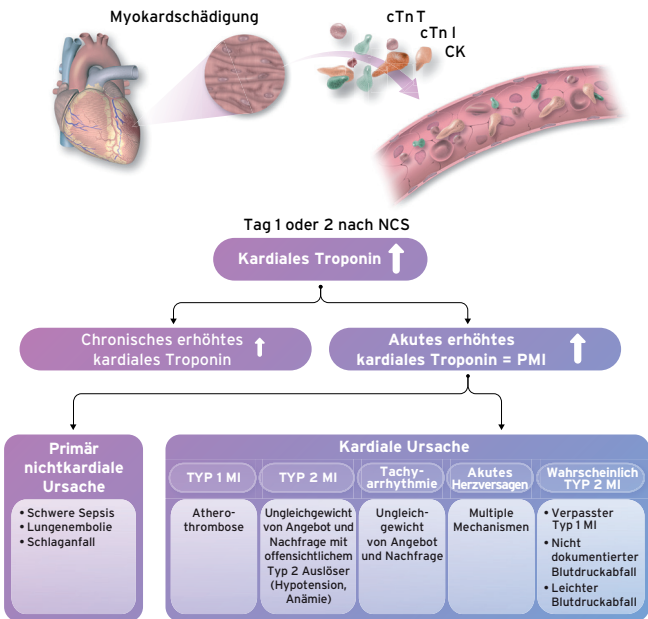 Myokardschädigung
cTn T
cTn I
CK
Tag 1 oder 2 nach NCS
Kardiales Troponin
Chronisches erhöhtes
kardiales Troponin
Akutes erhöhtes
kardiales Troponin = PMI
Primär
nichtkardiale
Ursache
• Schwere Sepsis
• Lungenembolie
• Schlaganfall
Kardiale Ursache
TYP 1 MI
Athero-
thrombose
TYP 2 MI
Ungleichgewicht
von Angebot und
Nachfrage mit
offensichtlichem
Typ 2 Auslöser
(Hypotension,
Anämie)
Tachy-
arrhythmie
Ungleich-
gewicht
von Angebot
und Nachfrage
Akutes
Herzversagen
Multiple
Mechanismen
Wahrscheinlich
TYP 2 MI
• Verpasster
Typ 1 MI
• Nicht
dokumentierter
Blutdruckabfall
• Leichter
Blutdruckabfall